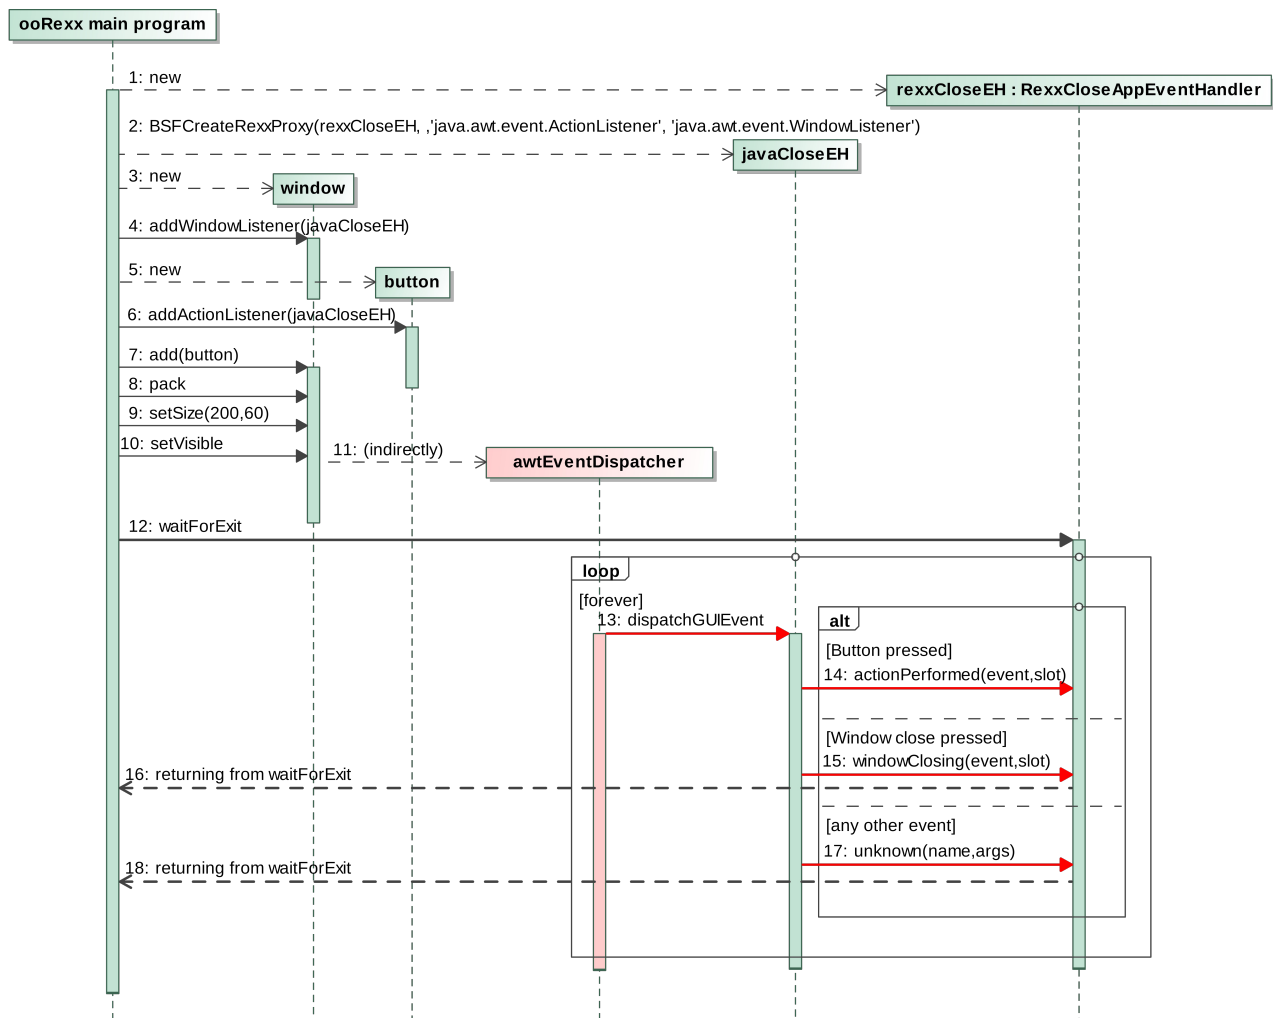 ooRexx main program
1: new
rexxCloseEH : RexxCloseAppEventHandler
2: BSFCreateRexxProxy(rexxCloseEH, ,'java.awt.event.ActionListener', 'java.awt.event.WindowListener')
javaCloseEH
3: new
window
4: addWindowListener(javaCloseEH)
5: new
button
6: addActionListener(javaCloseEH)
7: add(button)
8: pack
9: setSize(200,60)
10: setVisible
11: (indirectly)
awtEventDispatcher
12: waitForExit
loop
[forever]
13: dispatchGUIEvent
alt
[Button pressed]
14: actionPerformed(event,slot)
[Window close pressed]
15: windowClosing(event,slot)
16: returning from waitForExit
[any other event]
17: unknown(name,args)
18: returning from waitForExit